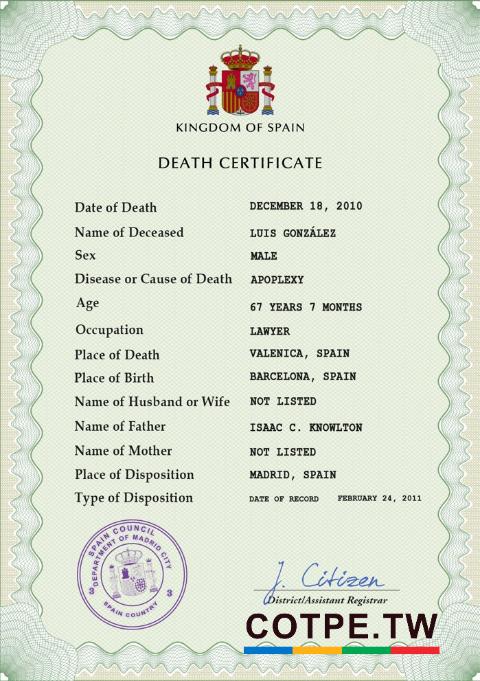 KINGDOM OF SPAIN
DEATH CERTIFICATE
Date of Death DECEMBER 18, 2010
Name of Deceased LUIS GONZÁLEZ
Sex MALE
Disease or Cause of Death APOPLEXY
Age 67 YEARS 7 MONTHS
Occupation LAWYER
Place of Death VALENICA, SPAIN
Place of Birth BARCELONA, SPAIN
Name of Husband or Wife NOT LISTED
Name of Father ISAAC C. KNOWLTON
Name of Mother NOT LISTED
Place of Disposition MADRID, SPAIN
Type of Disposition DATE OF RECORD FEBRUARY 24, 2011
SPAIN COUNCIL
DEPARTMENT OF MADRID CITY
3 3
SPAIN COUNTRY
J. Citizen
District/Assistant Registrar
COTPE.TW